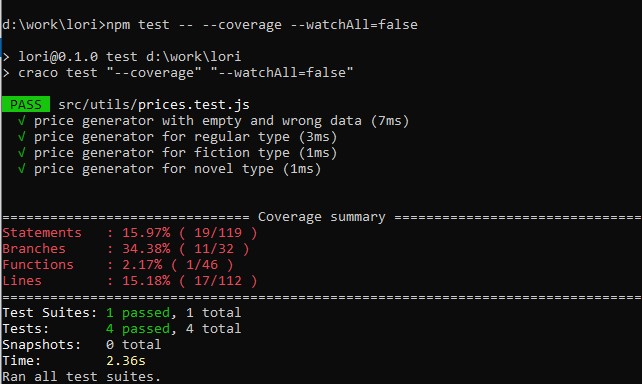 d:\work\lori>npm test -- --coverage --watchAll=false
> lori@0.1.0 test d:\work\lori
> craco test "--coverage" "--watchAll=false"
PASS src/utils/prices.test.js
√ price generator with empty and wrong data (7ms)
√ price generator for regular type (3ms)
√ price generator for fiction type (1ms)
√ price generator for novel type (1ms)
=============================== Coverage summary ===============================
Statements : 15.97% ( 19/119 )
Branches : 34.38% ( 11/32 )
Functions : 2.17% ( 1/46 )
Lines : 15.18% ( 17/112 )
================================================================================
Test Suites: 1 passed, 1 total
Tests: 4 passed, 4 total
Snapshots: 0 total
Time: 2.36s
Ran all test suites.